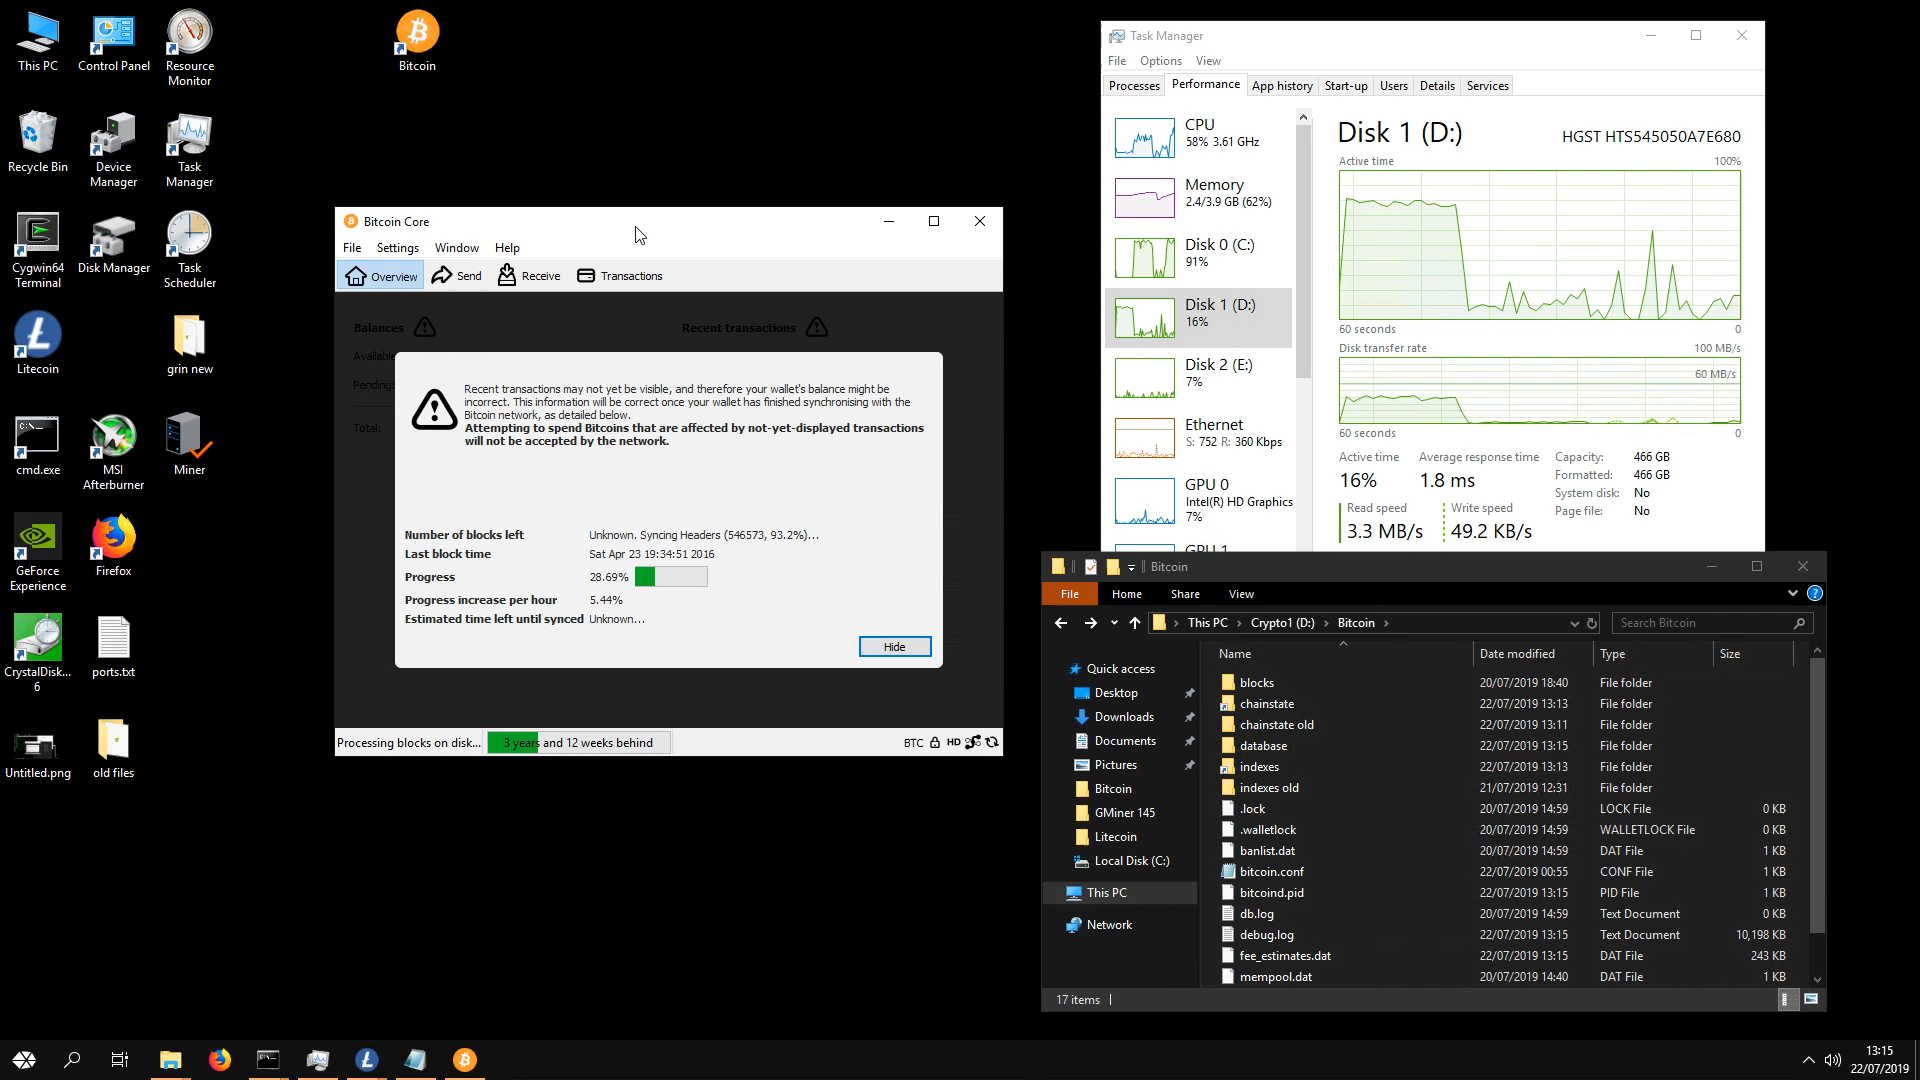 This PC
Control Panel
Resource
Monitor
Bitcoin
Recycle Bin
Device
Manager
Task
Manager
Cygwin64
Terminal
Disk Manager
Task
Scheduler
Litecoin
grin new
cmd.exe
MSI
Afterburner
Miner
GeForce
Experience
Firefox
CrystalDisk...
6
ports.txt
Untitled.png
old files
Bitcoin Core
File Settings Window Help
Overview Send Receive Transactions
Balances
Recent transactions
Available
Pending:
Total:
Recent transactions may not yet be visible, and therefore your wallet's balance might be
incorrect. This information will be correct once your wallet has finished synchronising with the
Bitcoin network, as detailed below.
Attempting to spend Bitcoins that are affected by not-yet-displayed transactions
will not be accepted by the network.
Number of blocks left Unknown. Syncing Headers (546573, 93.2%)...
Last block time Sat Apr 23 19:34:51 2016
Progress 28.69%
Progress increase per hour 5.44%
Estimated time left until synced Unknown...
Hide
Processing blocks on disk... 3 years and 12 weeks behind BTC HD
Task Manager
File Options View
Processes Performance App history Start-up Users Details Services
CPU
58% 3.61 GHz
Memory
2.4/3.9 GB (62%)
Disk 0 (C:)
91%
Disk 1 (D:)
16%
Disk 2 (E:)
7%
Ethernet
S: 752 R: 360 Kbps
GPU 0
Intel(R) HD Graphics
7%
GPU 1
Disk 1 (D:) HGST HTS545050A7E680
Active time 100%
60 seconds 0
Disk transfer rate 100 MB/s
60 MB/s
60 seconds 0
Active time
16%
Average response time
1.8 ms
Read speed
3.3 MB/s
Write speed
49.2 KB/s
Capacity: 466 GB
Formatted: 466 GB
System disk: No
Page file: No
Bitcoin
File Home Share View
This PC Crypto1 (D:) Bitcoin Search Bitcoin
Quick access
Desktop
Downloads
Documents
Pictures
Bitcoin
GMiner 145
Litecoin
Local Disk (C:)
This PC
Network
Name Date modified Type Size
blocks 20/07/2019 18:40 File folder
chainstate 22/07/2019 13:13 File folder
chainstate old 22/07/2019 13:11 File folder
database 22/07/2019 13:15 File folder
indexes 22/07/2019 13:13 File folder
indexes old 21/07/2019 12:31 File folder
.lock 20/07/2019 14:59 LOCK File 0 KB
.walletlock 20/07/2019 14:59 WALLETLOCK File 0 KB
banlist.dat 20/07/2019 14:59 DAT File 1 KB
bitcoin.conf 22/07/2019 00:55 CONF File 1 KB
bitcoind.pid 22/07/2019 13:15 PID File 1 KB
db.log 20/07/2019 14:59 Text Document 0 KB
debug.log 22/07/2019 13:15 Text Document 10,198 KB
fee_estimates.dat 22/07/2019 13:15 DAT File 243 KB
mempool.dat 20/07/2019 14:40 DAT File 1 KB
17 items
13:15
22/07/2019